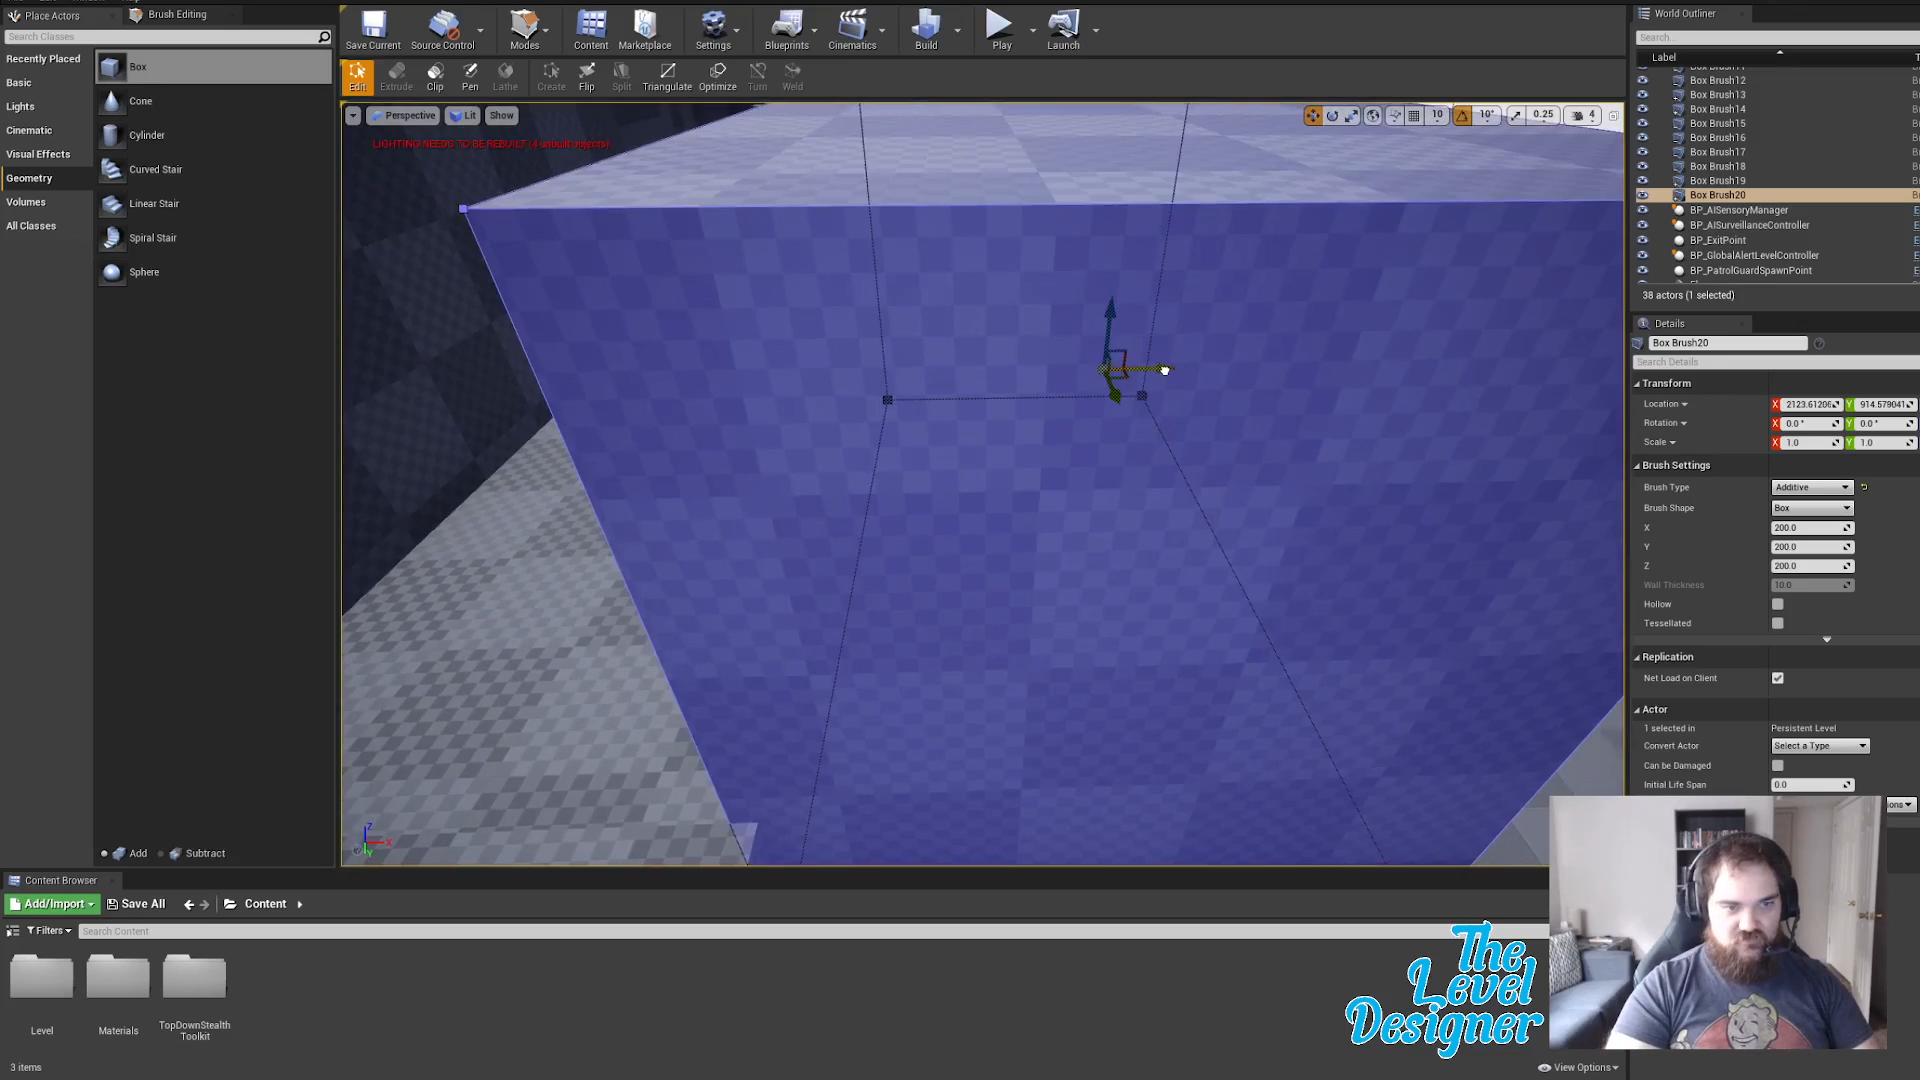 Place Actors
Brush Editing
Search Classes
Recently Placed
Basic
Lights
Cinematic
Visual Effects
Geometry
Volumes
All Classes
Box
Cone
Cylinder
Curved Stair
Linear Stair
Spiral Stair
Sphere
Add
Subtract
Save Current
Source Control
Modes
Content
Marketplace
Settings
Blueprints
Cinematics
Build
Play
Launch
Edit
Extrude
Clip
Pen
Lathe
Create
Flip
Split
Triangulate
Optimize
Turn
Weld
Perspective
Lit
Show
10
10°
0.25
4
LIGHTING NEEDS TO BE REBUILT (4 unbuilt objects)
Z
X
Y
World Outliner
Search...
Label
Box Brush12
Box Brush13
Box Brush14
Box Brush15
Box Brush16
Box Brush17
Box Brush18
Box Brush19
Box Brush20
BP_AISensoryManager
BP_AISurveillanceController
BP_ExitPoint
BP_GlobalAlertLevelController
BP_PatrolGuardSpawnPoint
38 actors (1 selected)
Details
Box Brush20
Search Details
Transform
Location X 2123.61206 Y 914.579041
Rotation X 0.0 ° Y 0.0 °
Scale X 1.0 Y 1.0
Brush Settings
Brush Type Additive
Brush Shape Box
X 200.0
Y 200.0
Z 200.0
Wall Thickness 10.0
Hollow
Tessellated
Replication
Net Load on Client
Actor
1 selected in Persistent Level
Convert Actor Select a Type
Can be Damaged
Initial Life Span 0.0
Content Browser
Add/Import
Save All
Content
Filters
Search Content
Level
Materials
TopDownStealth
Toolkit
3 items
View Options
The
Level
Designer